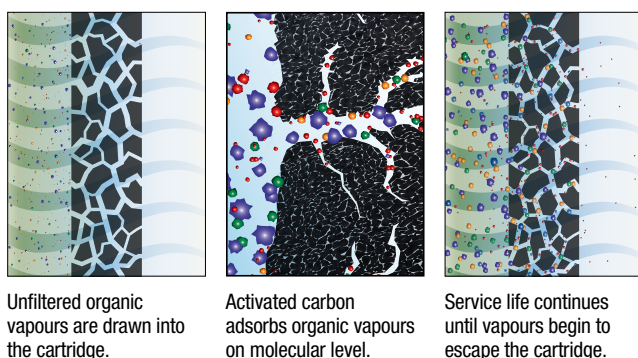 Unfiltered organic
vapours are drawn into
the cartridge.
Activated carbon
adsorbs organic vapours
on molecular level.
Service life continues
until vapours begin to
escape the cartridge.